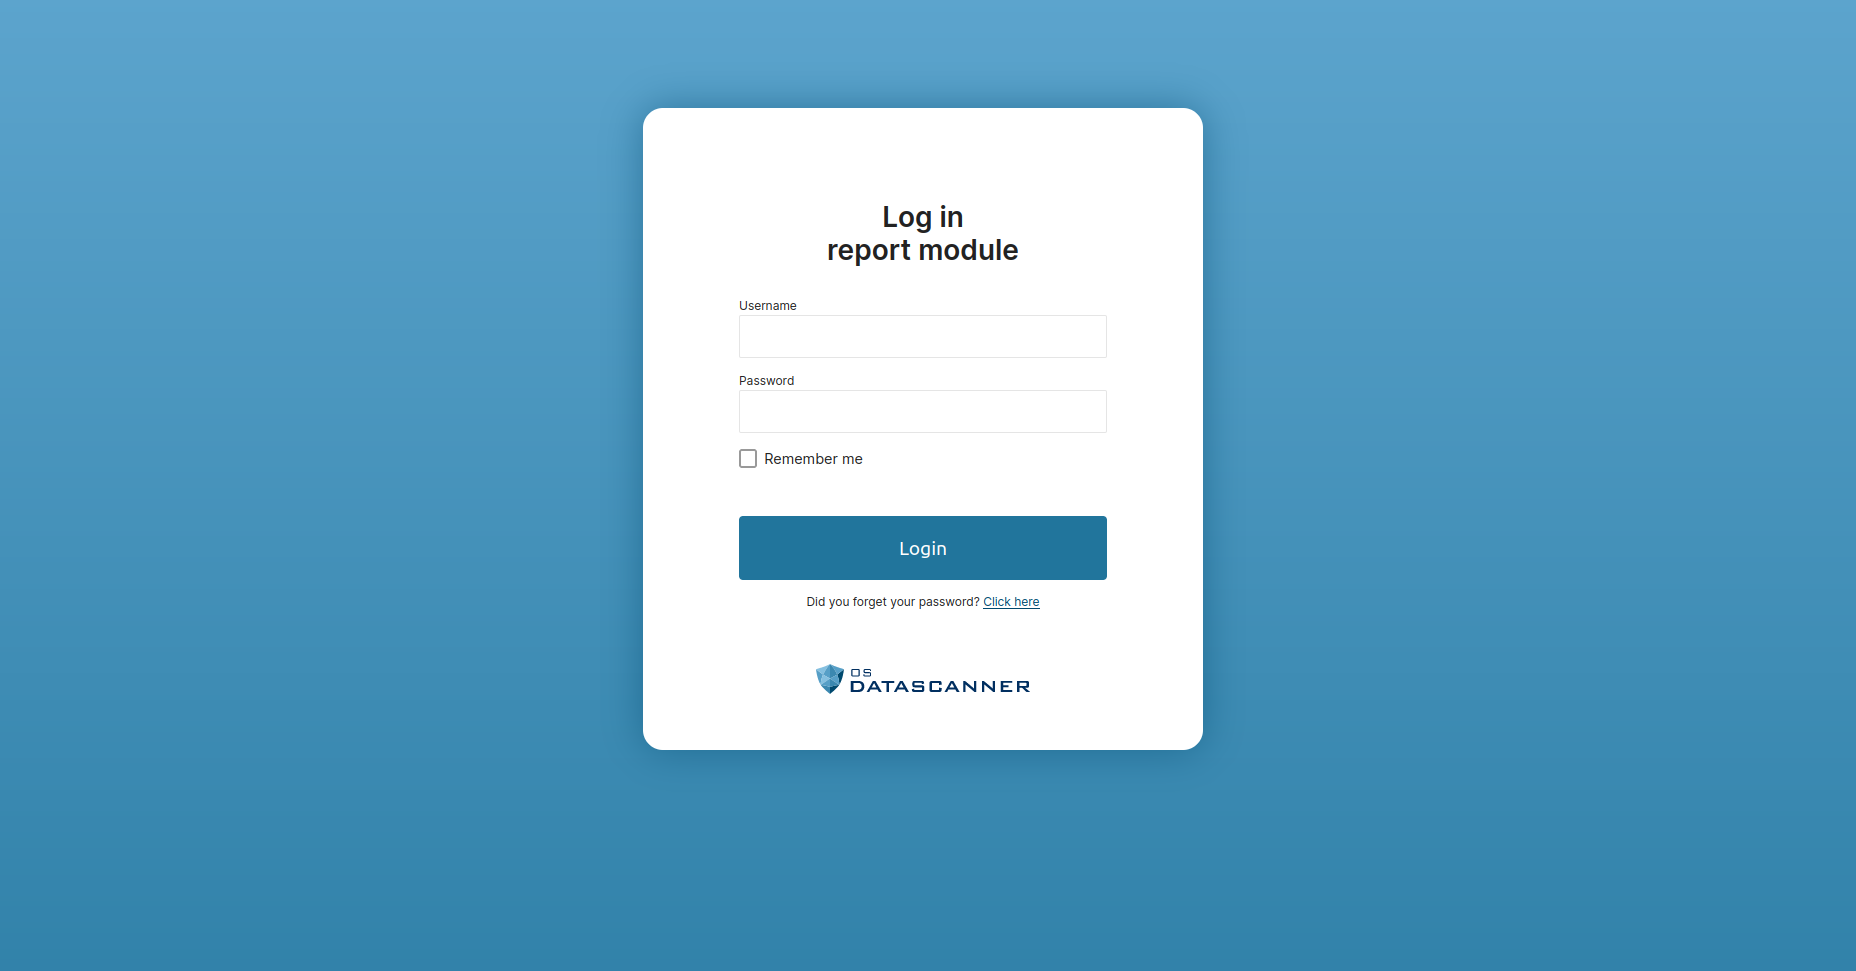 Log in
report module
Username
Password
Remember me
Login
Did you forget your password? Click here
OS
DATASCANNER